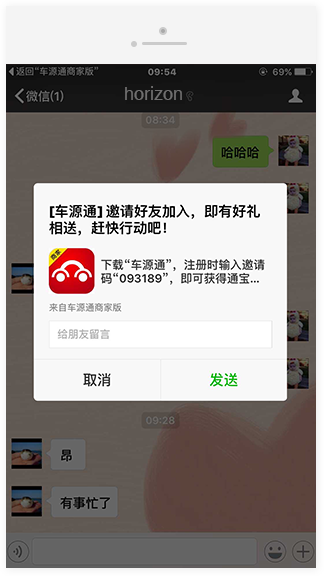 返回“车源通商家版”
09:54
69%
微信(1)
horizon
08:34
哈哈哈
[车源通] 邀请好友加入，即有好礼
相送，赶快行动吧！
商家
下载“车源通”，注册时输入邀请
码“093189”，即可获得通宝...
来自车源通商家版
给朋友留言
取消
发送
09:28
昂
有事忙了